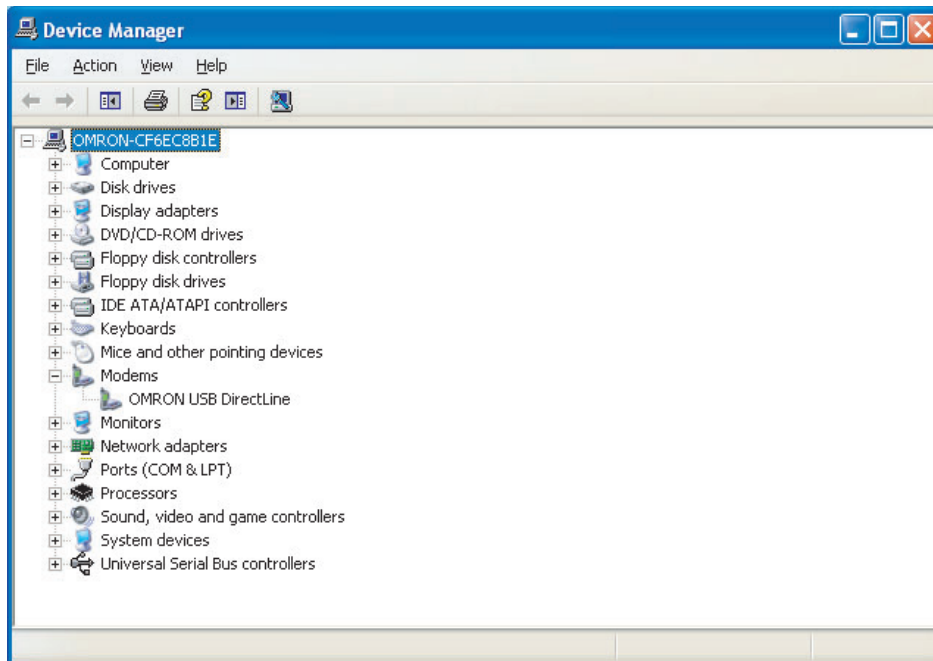 Device Manager
File Action View Help
OMRON-CF6EC8B1E
Computer
Disk drives
Display adapters
DVD/CD-ROM drives
Floppy disk controllers
Floppy disk drives
IDE ATA/ATAPI controllers
Keyboards
Mice and other pointing devices
Modems
OMRON USB DirectLine
Monitors
Network adapters
Ports (COM & LPT)
Processors
Sound, video and game controllers
System devices
Universal Serial Bus controllers